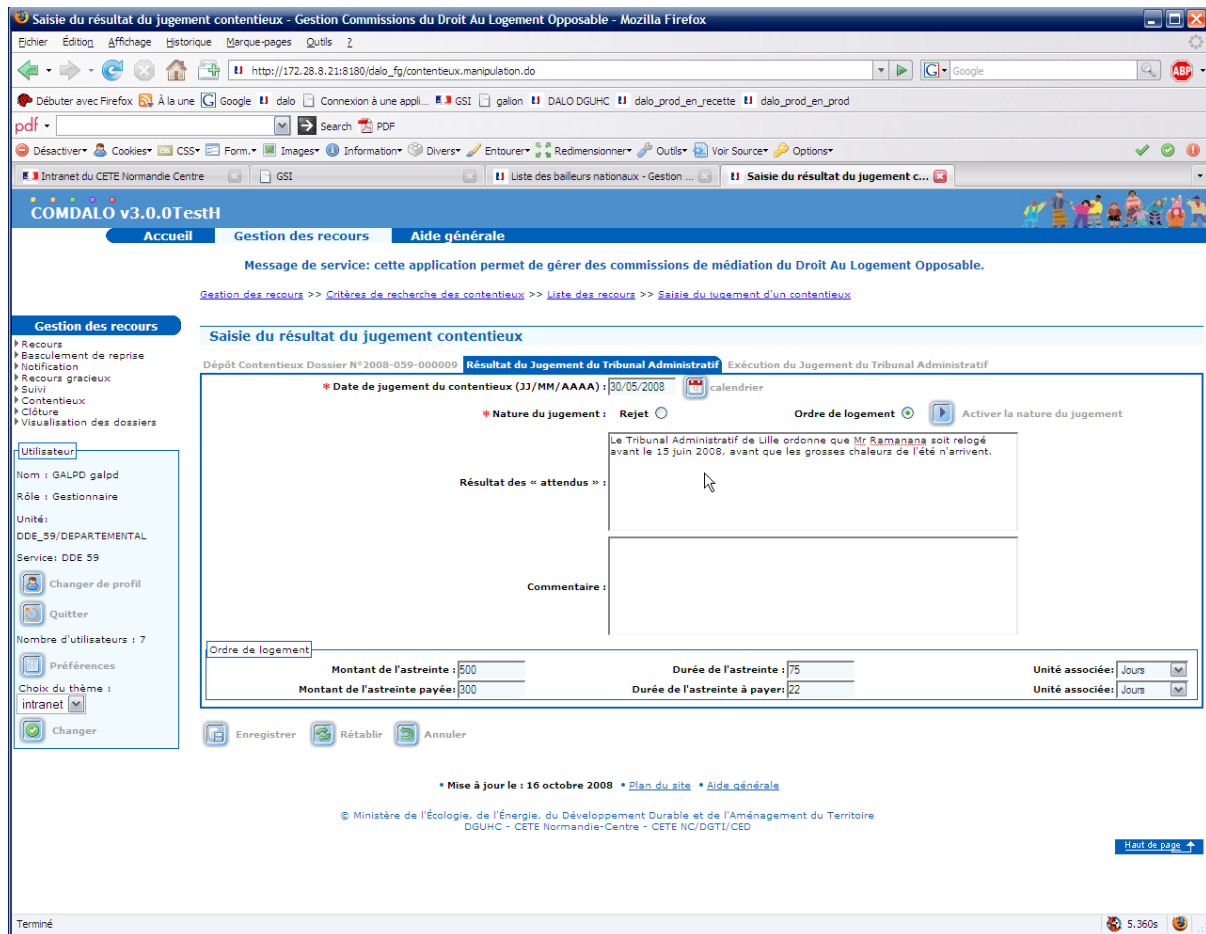 Saisie du résultat du jugement contentieux - Gestion Commissions du Droit Au Logement Opposable - Mozilla Firefox
Fichier Édition Affichage Historique Marque-pages Outils ?
http://172.28.8.21:8180/dalo_fg/contentieux.manipulation.do G Google ABP
Débuter avec Firefox À la une Google dalo Connexion à une appli... GSI galion DALO DGUHC dalo_prod_en_recette dalo_prod_en_prod
pdf Search PDF
Désactiver Cookies CSS Form. Images Information Divers Entourer Redimensionner Outils Voir Source Options
Intranet du CETE Normandie Centre GSI Liste des bailleurs nationaux - Gestion ... Saisie du résultat du jugement c...
COMDALO v3.0.0TestH
Accueil Gestion des recours Aide générale
Message de service: cette application permet de gérer des commissions de médiation du Droit Au Logement Opposable.
Gestion des recours >> Critères de recherche des contentieux >> Liste des recours >> Saisie du jugement d'un contentieux
Gestion des recours
Recours
Basculement de reprise
Notification
Recours gracieux
Suivi
Contentieux
Clôture
Visualisation des dossiers
Utilisateur
Nom : GALPD galpd
Rôle : Gestionnaire
Unité:
DDE_59/DEPARTEMENTAL
Service: DDE 59
Changer de profil
Quitter
Nombre d'utilisateurs : 7
Préférences
Choix du thème :
intranet
Changer
Saisie du résultat du jugement contentieux
Dépôt Contentieux Dossier N°2008-059-000009 Résultat du Jugement du Tribunal Administratif Exécution du Jugement du Tribunal Administratif
* Date de jugement du contentieux (JJ/MM/AAAA) : 30/05/2008 calendrier
* Nature du jugement : Rejet Ordre de logement Activer la nature du jugement
Résultat des « attendus » :
Le Tribunal Administratif de Lille ordonne que Mr Ramanana soit relogé
avant le 15 juin 2008, avant que les grosses chaleurs de l'été n'arrivent.
Commentaire :
Ordre de logement
Montant de l'astreinte : 500 Durée de l'astreinte : 75 Unité associée: Jours
Montant de l'astreinte payée: 300 Durée de l'astreinte à payer: 22 Unité associée: Jours
Enregistrer Rétablir Annuler
• Mise à jour le : 16 octobre 2008 • Plan du site • Aide générale
© Ministère de l'Écologie, de l'Énergie, du Développement Durable et de l'Aménagement du Territoire
DGUHC - CETE Normandie-Centre - CETE NC/DGTI/CED
Haut de page
Terminé 5.360s